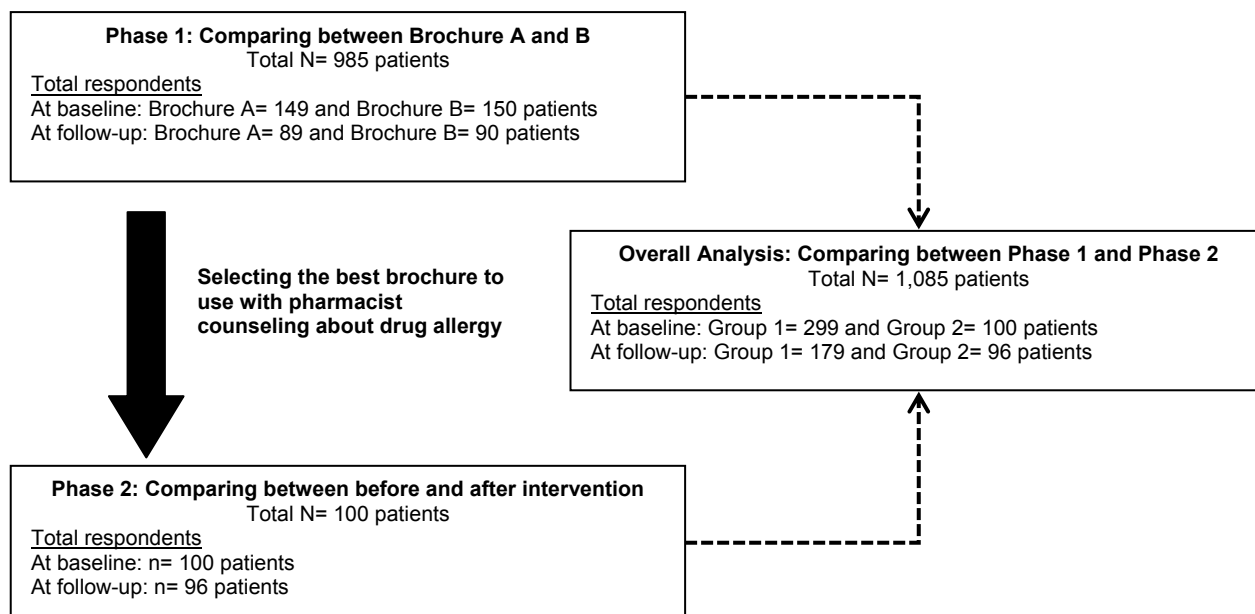 Phase 1: Comparing between Brochure A and B
Total N= 985 patients
Total respondents
At baseline: Brochure A= 149 and Brochure B= 150 patients
At follow-up: Brochure A= 89 and Brochure B= 90 patients
Selecting the best brochure to
use with pharmacist
counseling about drug allergy
Overall Analysis: Comparing between Phase 1 and Phase 2
Total N= 1,085 patients
Total respondents
At baseline: Group 1= 299 and Group 2= 100 patients
At follow-up: Group 1= 179 and Group 2= 96 patients
Phase 2: Comparing between before and after intervention
Total N= 100 patients
Total respondents
At baseline: n= 100 patients
At follow-up: n= 96 patients